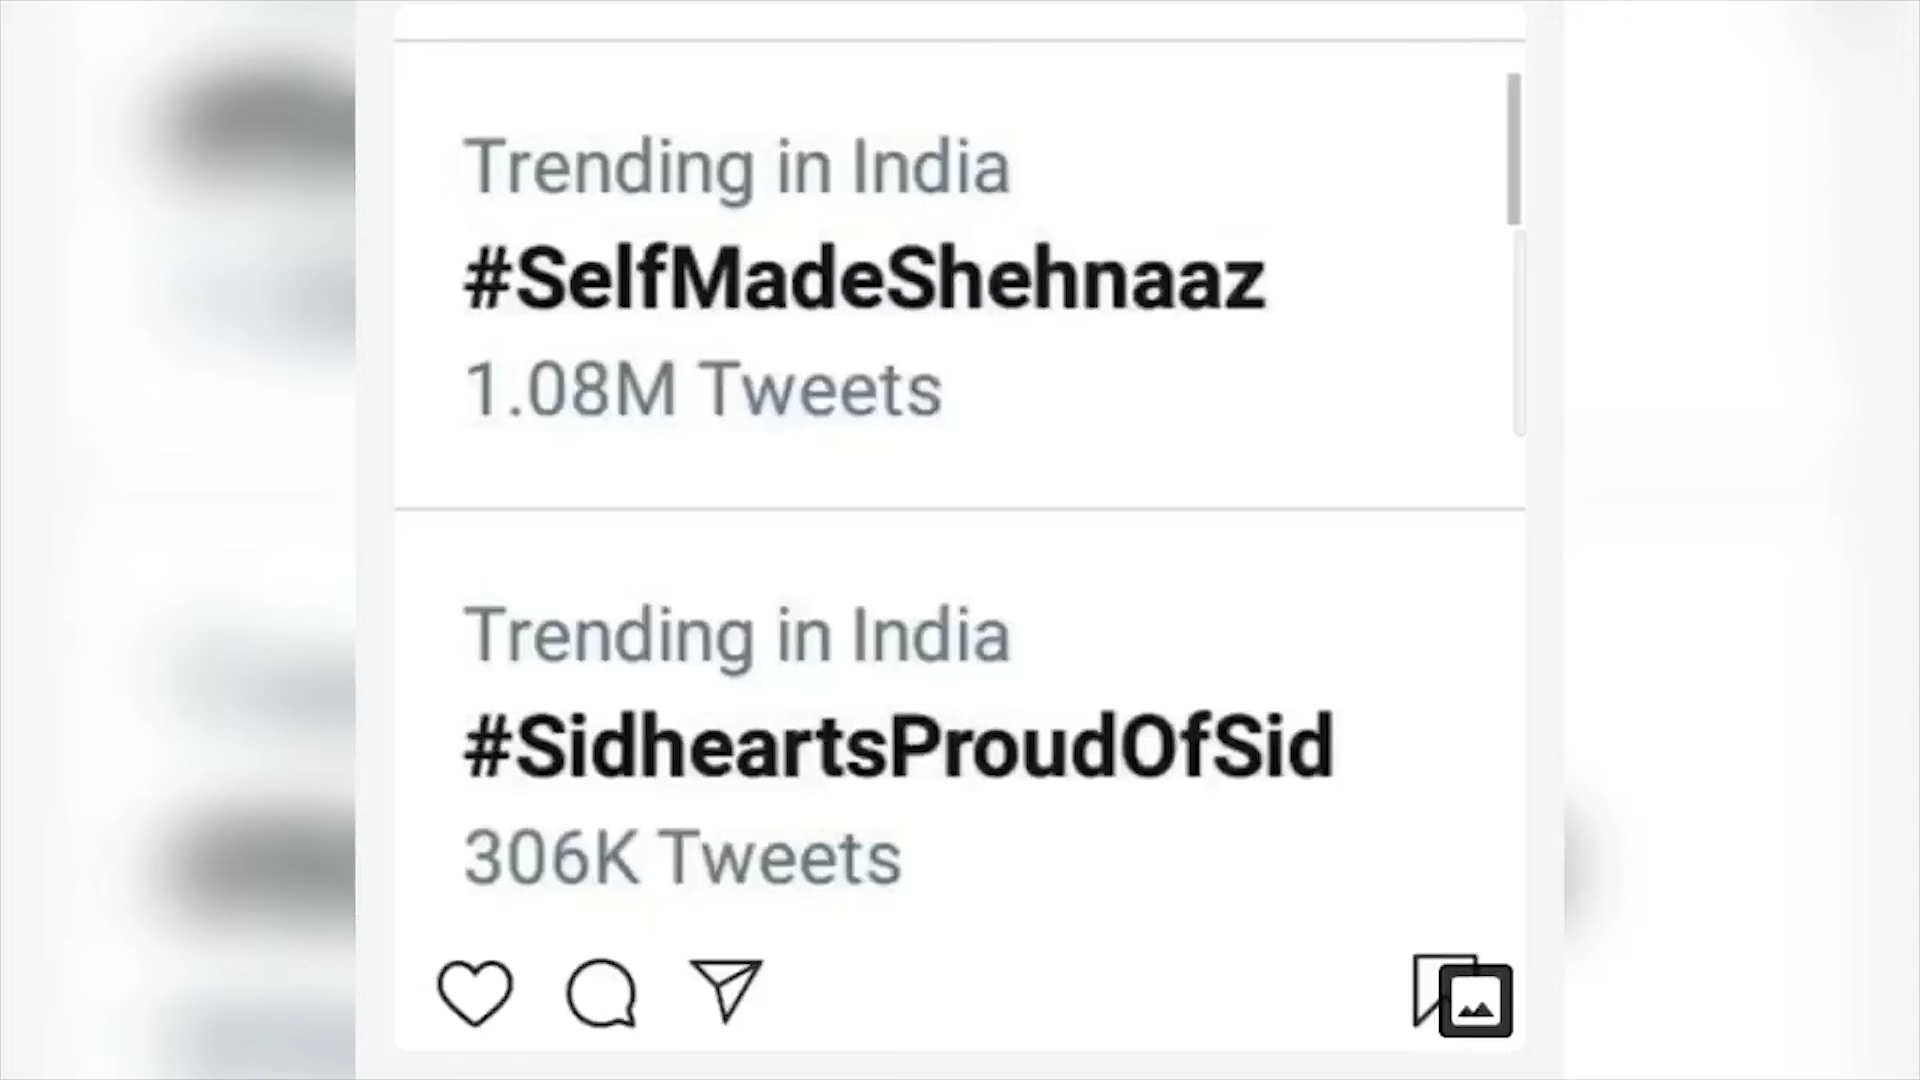 Trending in India
#SelfMadeShehnaaz
1.08M Tweets
Trending in India
#SidheartsProudOfSid
306K Tweets